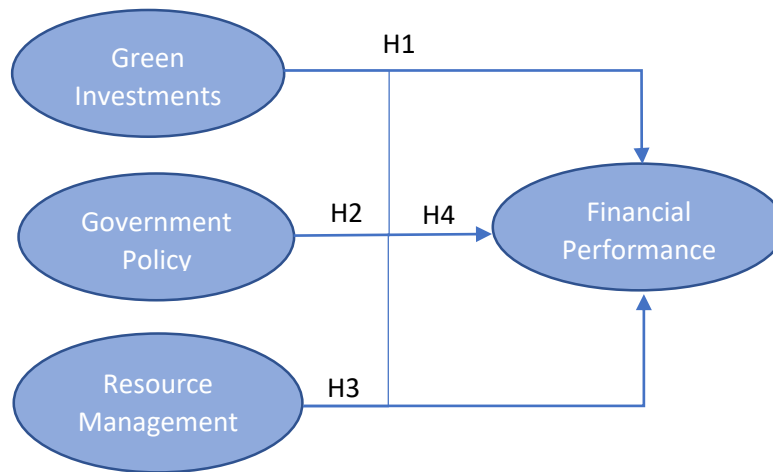 H1
Green
Investments
Government
Policy
H2
H4
Financial
Performance
Resource
Management
H3